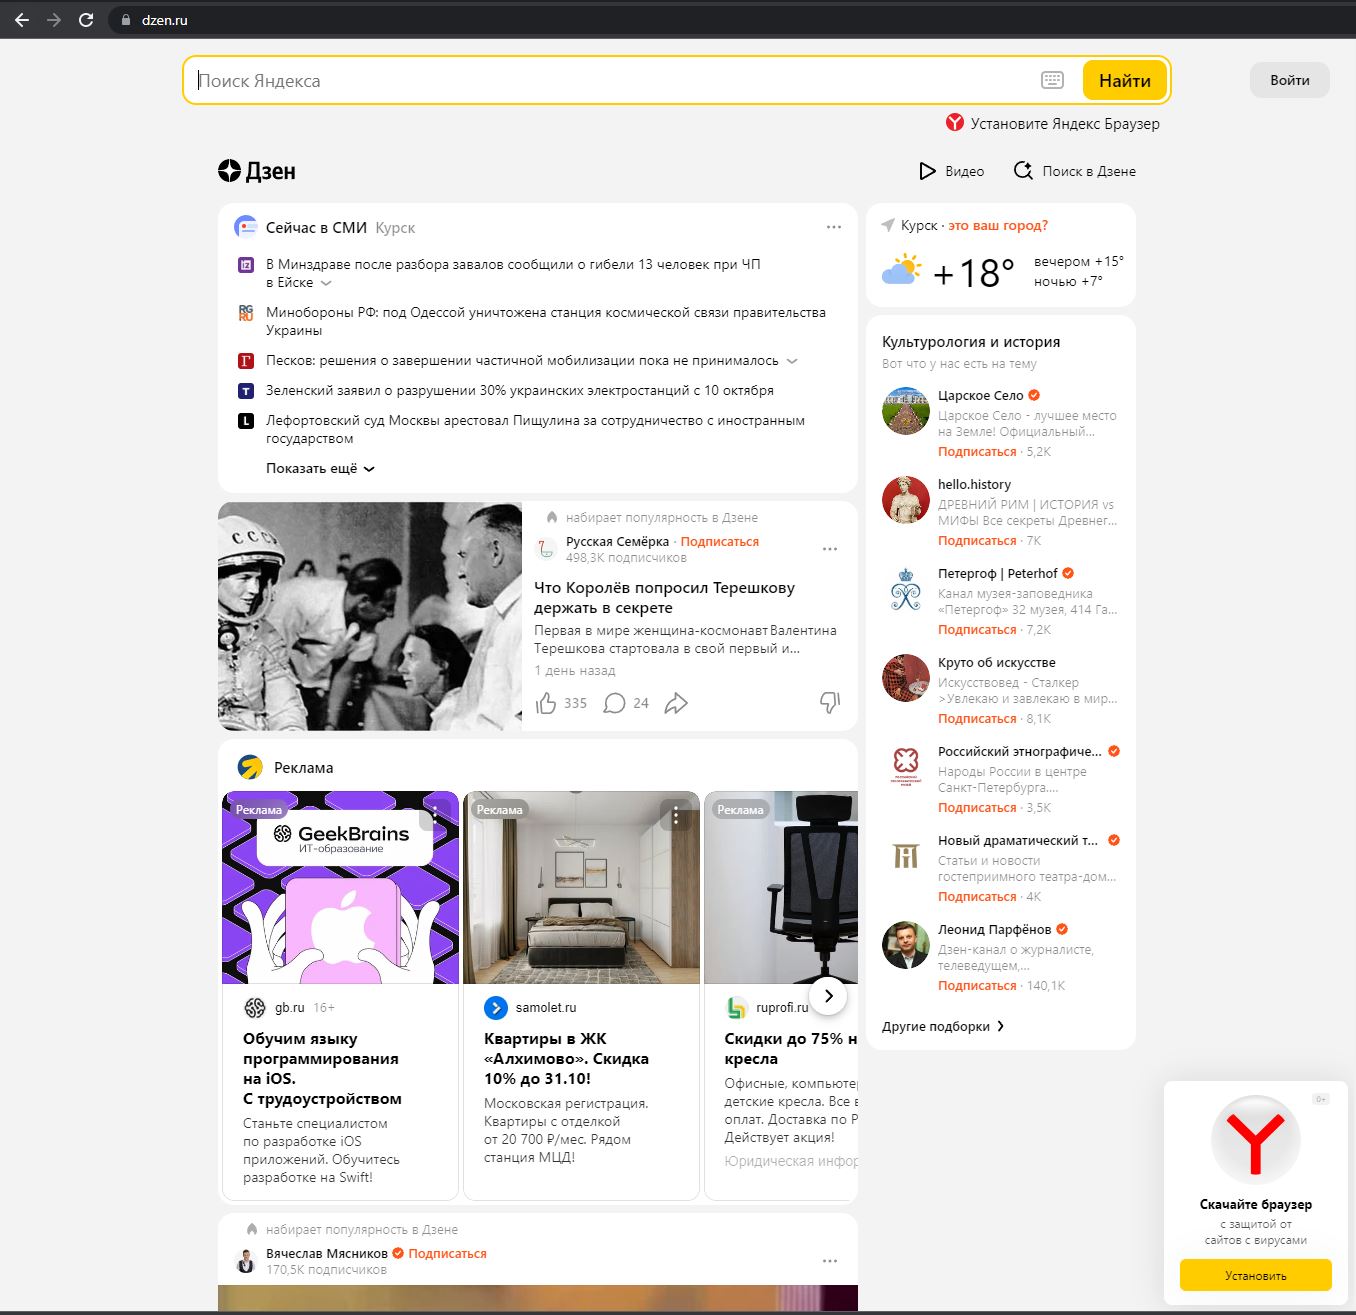 dzen.ru
Поиск Яндекса
Найти
Войти
Установите Яндекс Браузер
Дзен
Видео
Поиск в Дзене
Сейчас в СМИ Курск
В Минздраве после разбора завалов сообщили о гибели 13 человек при ЧП
в Ейске
Минобороны РФ: под Одессой уничтожена станция космической связи правительства
Украины
Песков: решения о завершении частичной мобилизации пока не принималось
Зеленский заявил о разрушении 30% украинских электростанций с 10 октября
Лефортовский суд Москвы арестовал Пищулина за сотрудничество с иностранным
государством
Показать ещё
Курск · это ваш город?
+18°
вечером +15°
ночью +7°
Культурология и история
Вот что у нас есть на тему
Царское Село
Царское Село - лучшее место
на Земле! Официальный...
Подписаться · 5,2K
hello.history
ДРЕВНИЙ РИМ | ИСТОРИЯ vs
МИФЫ Все секреты Древнег...
Подписаться · 7K
Петергоф | Peterhof
Канал музея-заповедника
«Петергоф» 32 музея, 414 Га...
Подписаться · 7,2K
Круто об искусстве
Искусствовед - Сталкер
>Увлекаю и завлекаю в мир...
Подписаться · 8,1K
Российский этнографиче...
Народы России в центре
Санкт-Петербурга....
Подписаться · 3,5K
Новый драматический т...
Статьи и новости
гостеприимного театра-дом...
Подписаться · 4K
Леонид Парфёнов
Дзен-канал о журналисте,
телеведущем,...
Подписаться · 140,1K
Другие подборки
СССР
набирает популярность в Дзене
Русская Семёрка · Подписаться
498,3K подписчиков
Что Королёв попросил Терешкову
держать в секрете
Первая в мире женщина-космонавт Валентина
Терешкова стартовала в свой первый и...
1 день назад
335
24
Реклама
Реклама
GeekBrains
ИТ-образование
gb.ru 16+
Обучим языку
программирования
на iOS.
С трудоустройством
Станьте специалистом
по разработке iOS
приложений. Обучитесь
разработке на Swift!
Реклама
samolet.ru
Квартиры в ЖК
«Алхимово». Скидка
10% до 31.10!
Московская регистрация.
Квартиры с отделкой
от 20 700 ₽/мес. Рядом
станция МЦД!
Реклама
ruprofi.ru
Скидки до 75% н
кресла
Офисные, компьютер
детские кресла. Все в
оплат. Доставка по Р
Действует акция!
Юридическая инфор
набирает популярность в Дзене
Вячеслав Мясников Подписаться
170,5K подписчиков
0+
Скачайте браузер
с защитой от
сайтов с вирусами
Установить